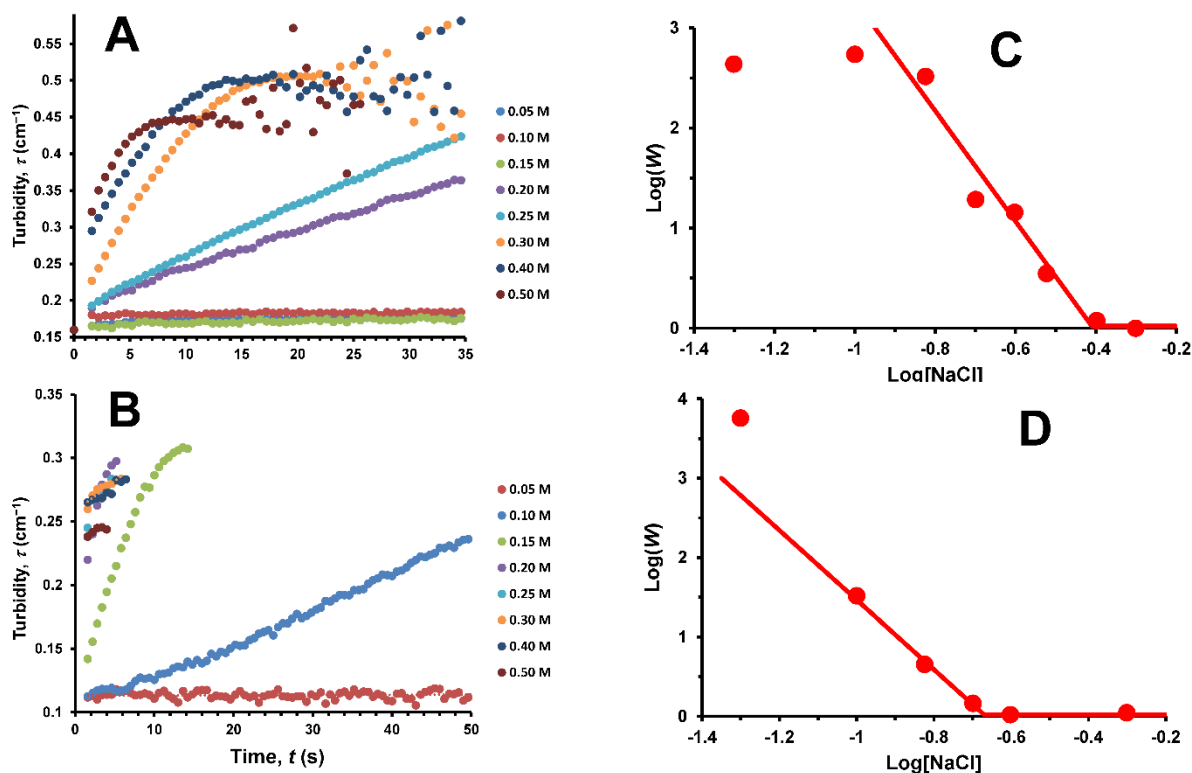 A
Turbidity, τ (cm⁻¹)
0.55
0.5
0.45
0.4
0.35
0.3
0.25
0.2
0.15
0 5 10 15 20 25 30 35
0.05 M
0.10 M
0.15 M
0.20 M
0.25 M
0.30 M
0.40 M
0.50 M
B
Turbidity, τ (cm⁻¹)
0.35
0.3
0.25
0.2
0.15
0.1
0 10 20 30 40 50
Time, t (s)
0.05 M
0.10 M
0.15 M
0.20 M
0.25 M
0.30 M
0.40 M
0.50 M
C
Log(W)
3
2
1
0
-1.4 -1.2 -1 -0.8 -0.6 -0.4 -0.2
Log[NaCl]
D
Log(W)
4
3
2
1
0
-1.4 -1.2 -1 -0.8 -0.6 -0.4 -0.2
Log[NaCl]